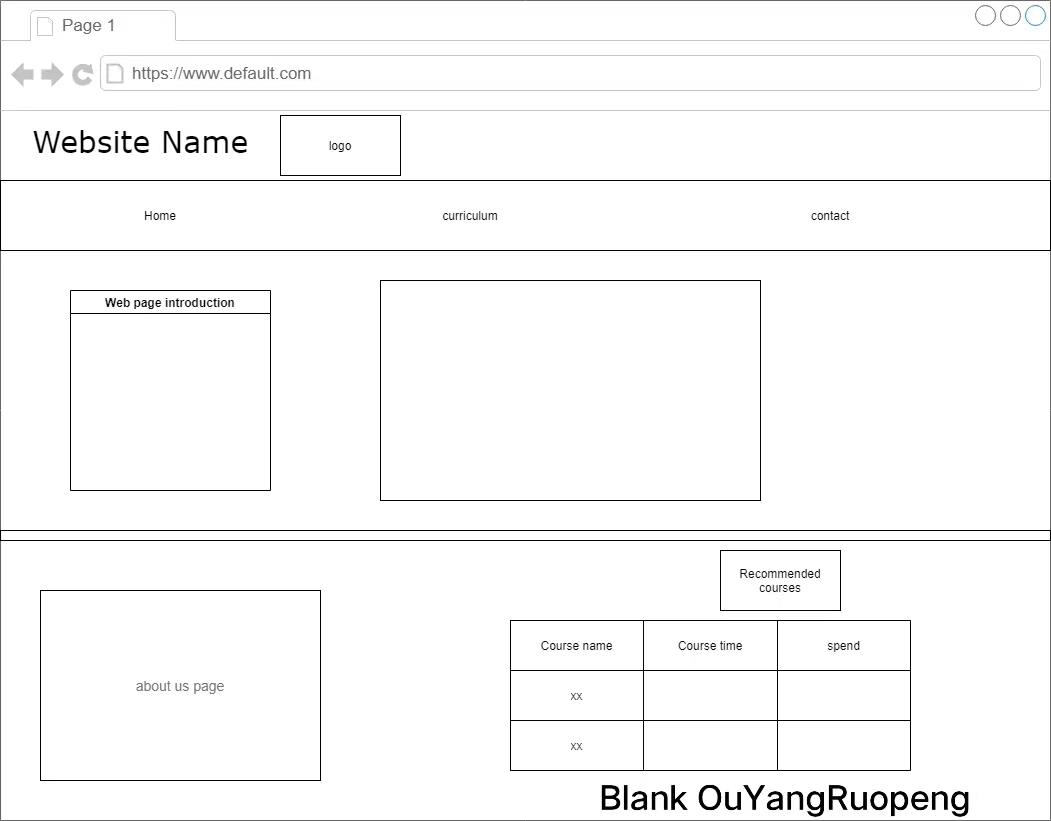 Page 1
https://www.default.com
Website Name
logo
Home
curriculum
contact
Web page introduction
about us page
Recommended
courses
Course name
Course time
spend
xx
xx
Blank OuYangRuopeng